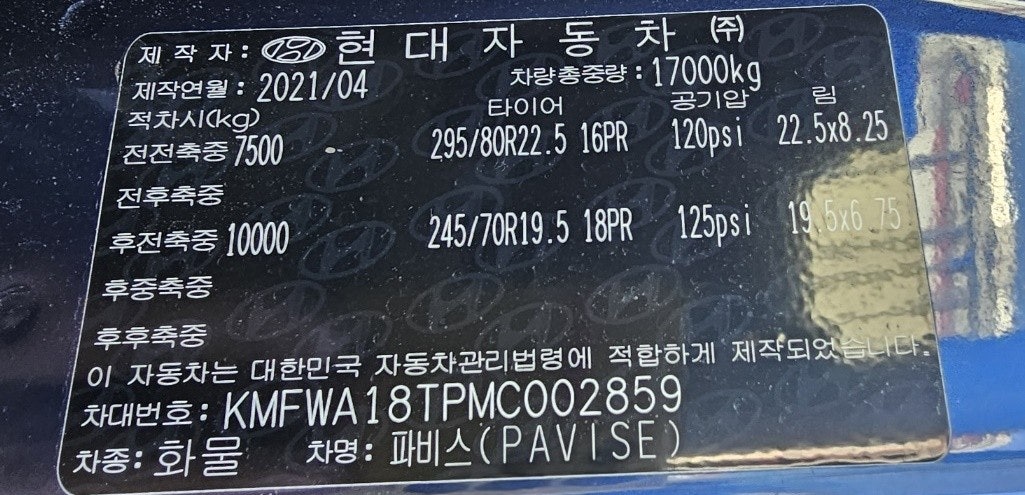 제작자: 현대자동차 ㈜
제작연월: 2021/04 차량총중량: 17000kg
적차시(kg) 타이어 공기압 림
전전축중 7500 295/80R22.5 16PR 120psi 22.5x8.25
전후축중
후전축중 10000 245/70R19.5 18PR 125psi 19.5x6.75
후중축중
후후축중
이 자동차는 대한민국 자동차관리법령에 적합하게 제작되었습니다.
차대번호: KMFWA18TPMC002859
차종: 화물 차명: 파비스(PAVISE)